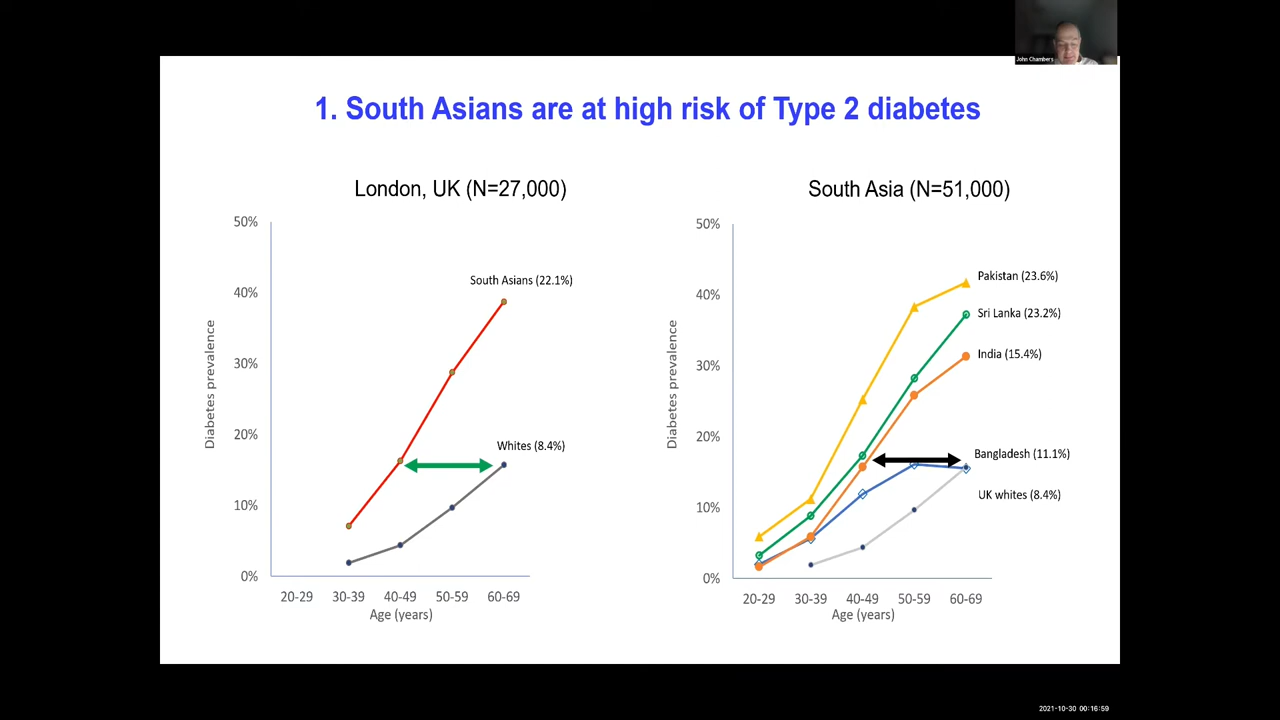 John Chambers
1. South Asians are at high risk of Type 2 diabetes
London, UK (N=27,000)
50%
40%
30%
20%
10%
0%
Diabetes prevalence
South Asians (22.1%)
Whites (8.4%)
20-29 30-39 40-49 50-59 60-69
Age (years)
South Asia (N=51,000)
50%
40%
30%
20%
10%
0%
Diabetes prevalence
Pakistan (23.6%)
Sri Lanka (23.2%)
India (15.4%)
Bangladesh (11.1%)
UK whites (8.4%)
20-29 30-39 40-49 50-59 60-69
Age (years)
2021-10-30 00:16:59